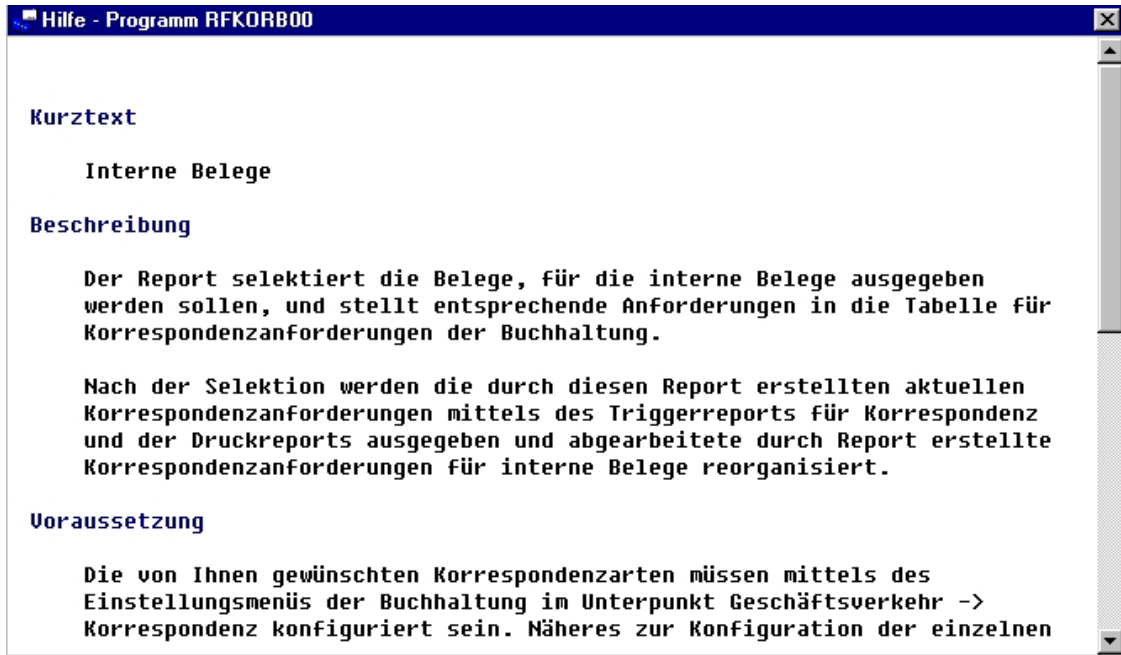 Hilfe - Programm RFKORB00
Kurztext
Interne Belege
Beschreibung
Der Report selektiert die Belege, für die interne Belege ausgegeben
werden sollen, und stellt entsprechende Anforderungen in die Tabelle für
Korrespondenzanforderungen der Buchhaltung.
Nach der Selektion werden die durch diesen Report erstellten aktuellen
Korrespondenzanforderungen mittels des Triggerreports für Korrespondenz
und der Druckreports ausgegeben und abgearbeitete durch Report erstellte
Korrespondenzanforderungen für interne Belege reorganisiert.
Voraussetzung
Die von Ihnen gewünschten Korrespondenzarten müssen mittels des
Einstellungsmenüs der Buchhaltung im Unterpunkt Geschäftsverkehr ->
Korrespondenz konfiguriert sein. Näheres zur Konfiguration der einzelnen